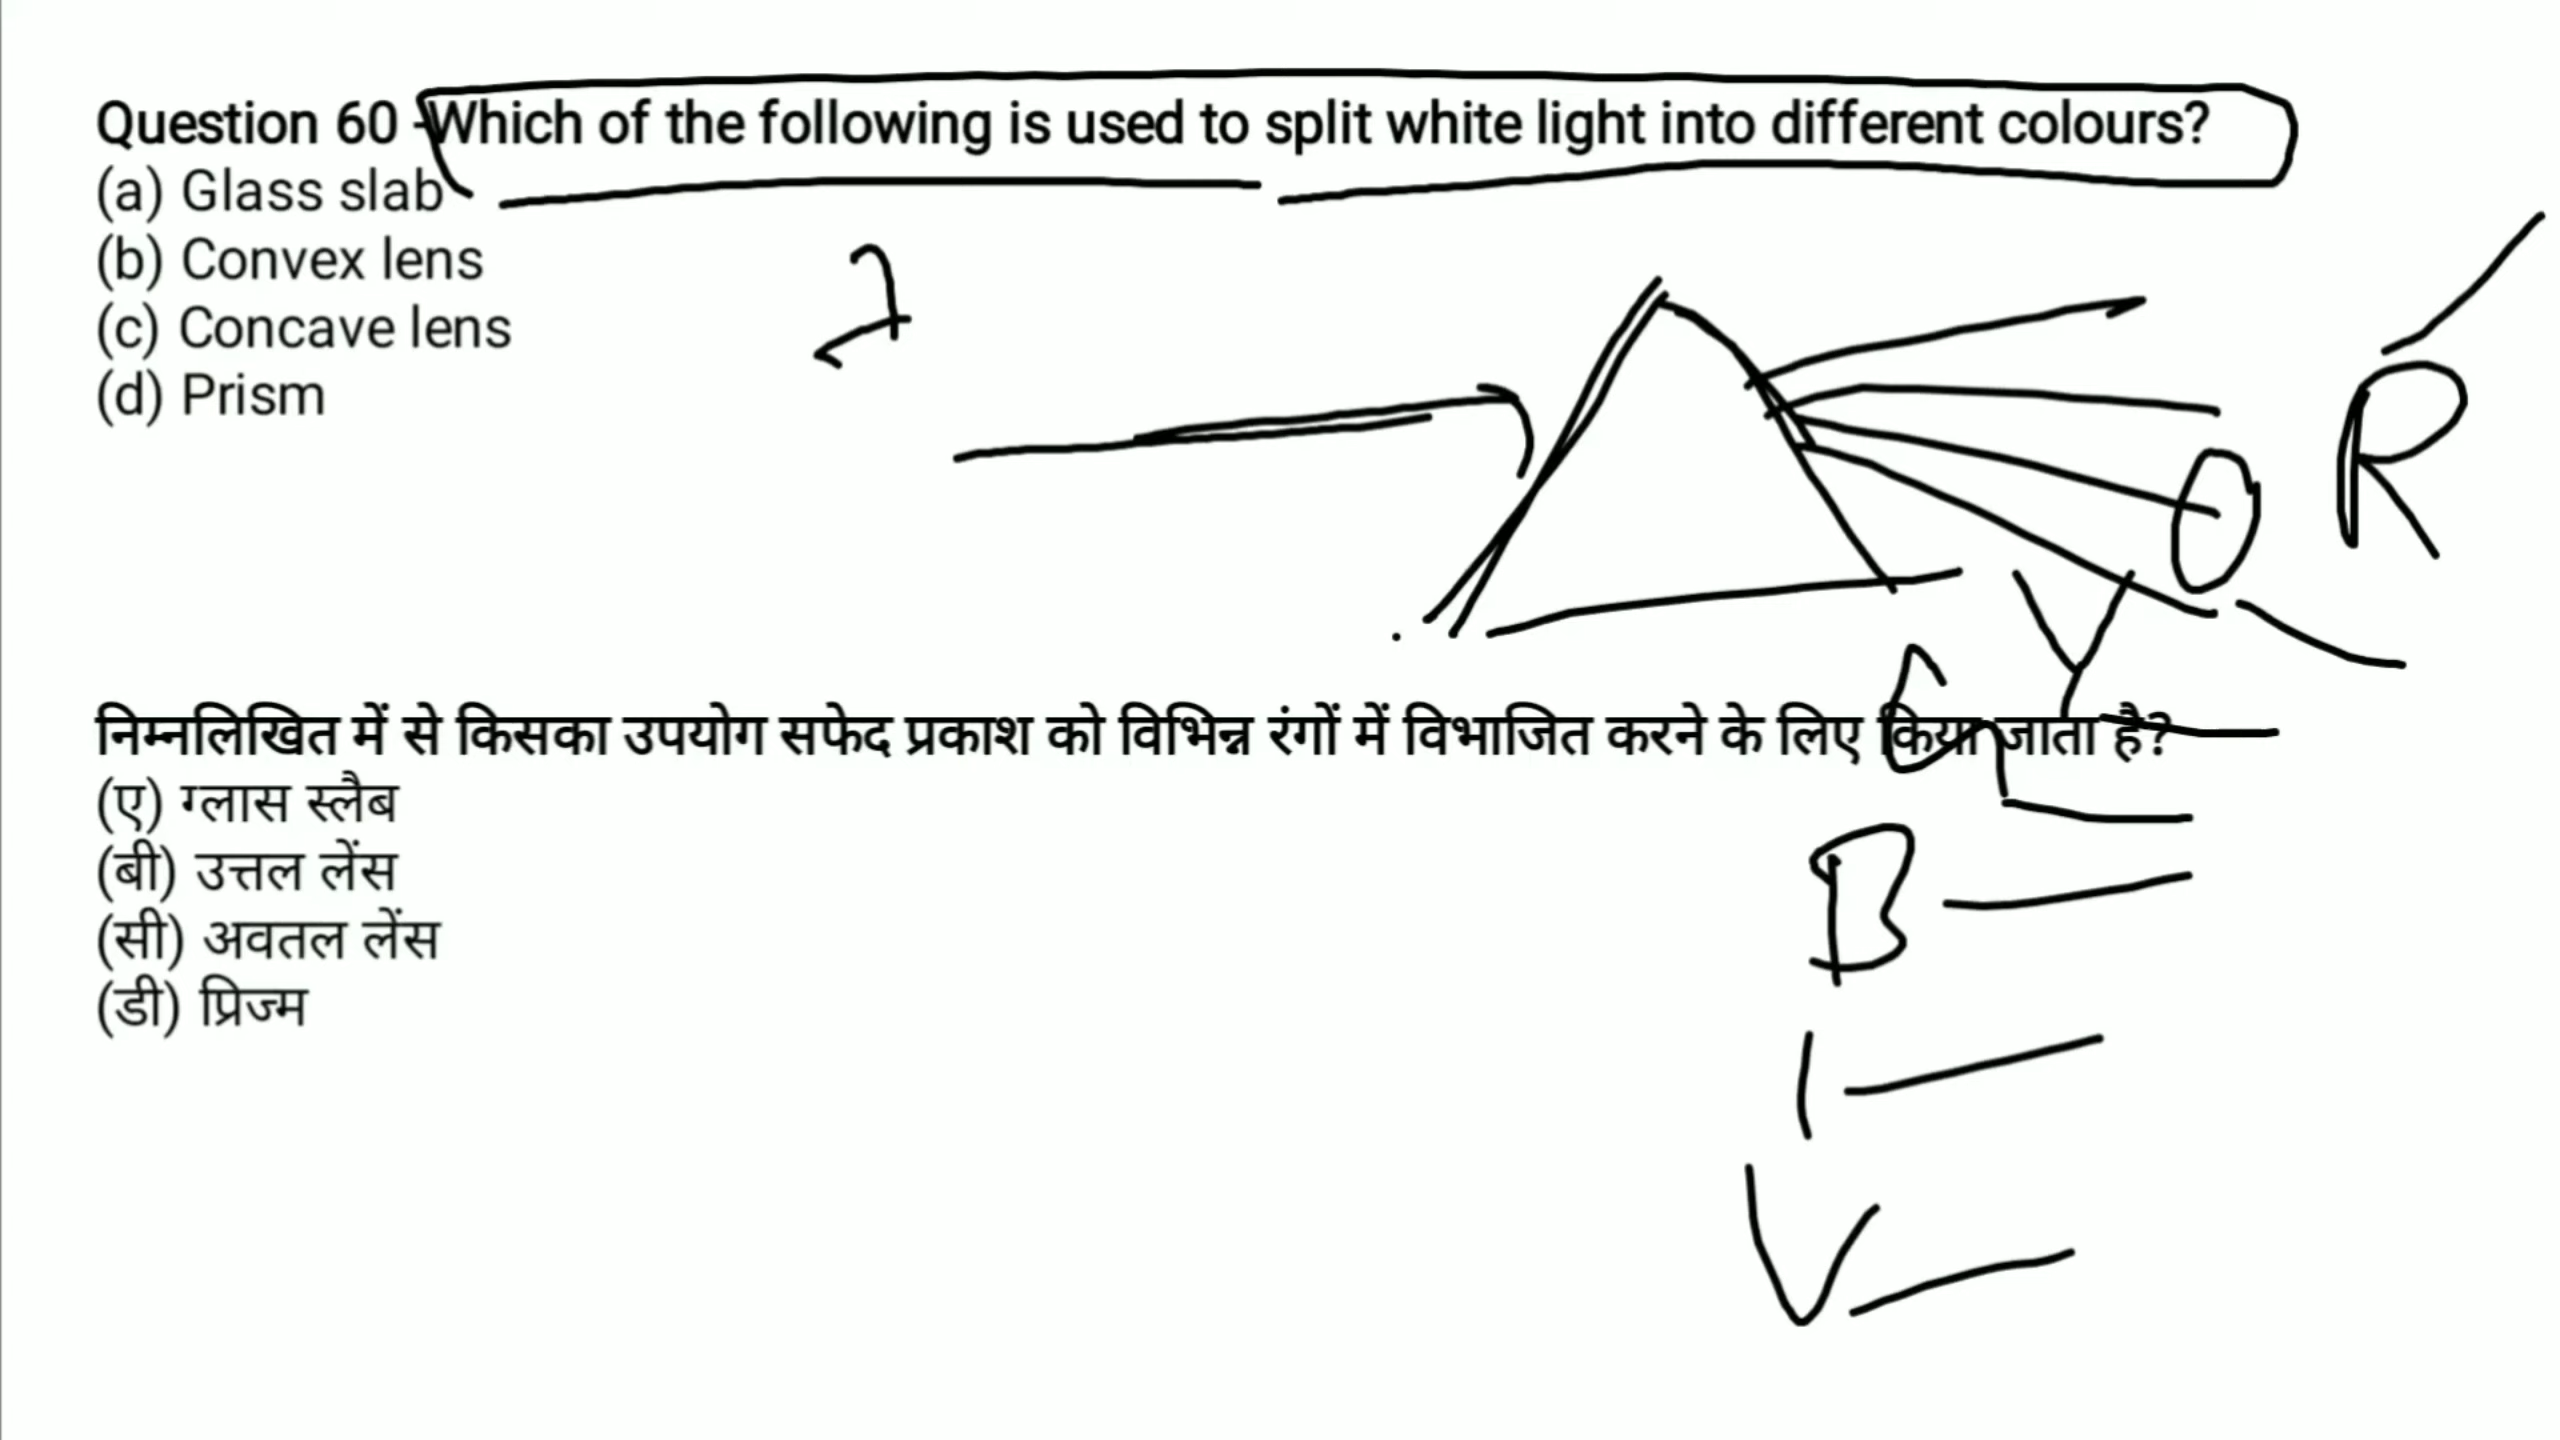 Question 60 -Which of the following is used to split white light into different colours?
(a) Glass slab
(b) Convex lens
(c) Concave lens
(d) Prism
R
O
Y
G
B
I
V
निम्नलिखित में से किसका उपयोग सफेद प्रकाश को विभिन्न रंगों में विभाजित करने के लिए किया जाता है?
(ए) ग्लास स्लैब
(बी) उत्तल लेंस
(सी) अवतल लेंस
(डी) प्रिज्म